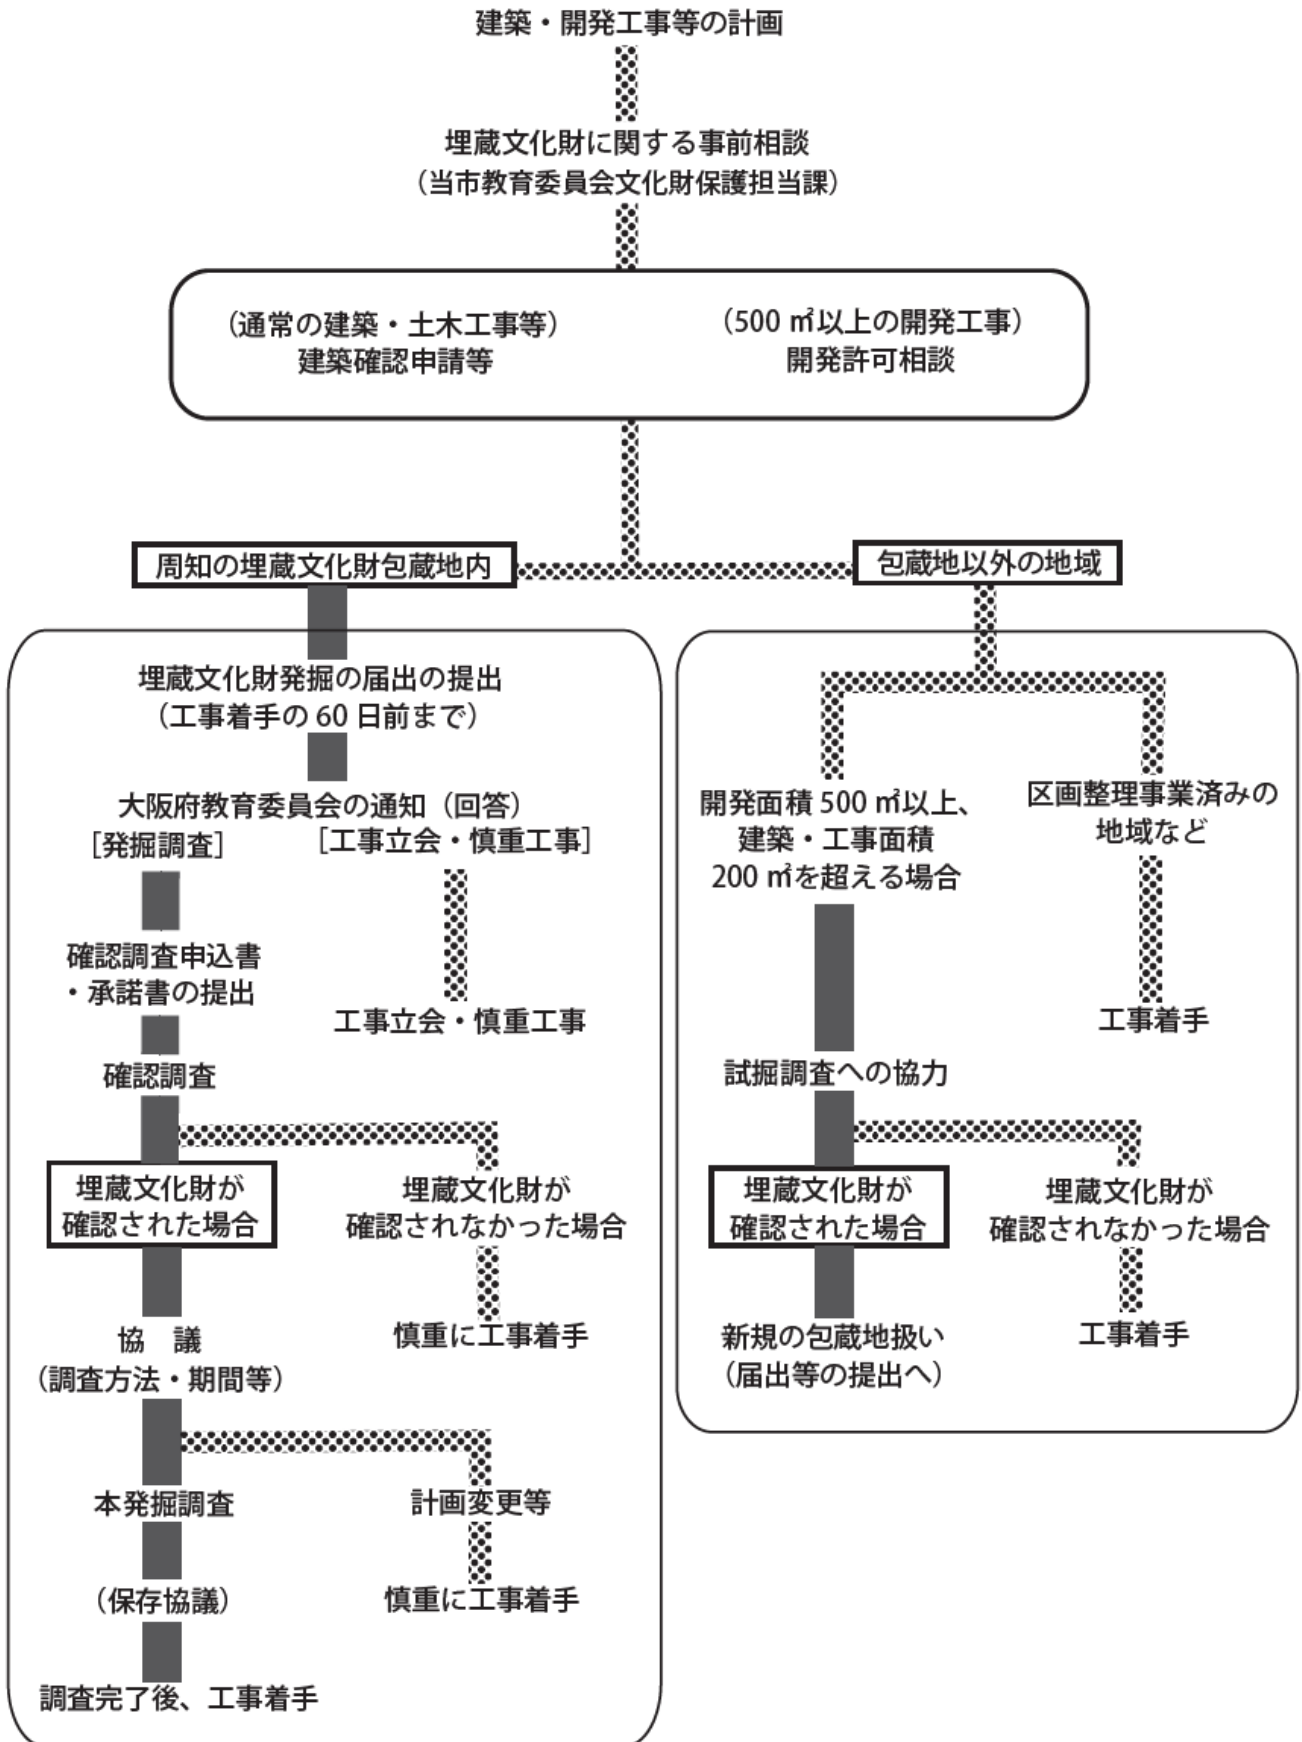 建築・開発工事等の計画
埋蔵文化財に関する事前相談
（当市教育委員会文化財保護担当課）
（通常の建築・土木工事等）
建築確認申請等
（500 ㎡以上の開発工事）
開発許可相談
周知の埋蔵文化財包蔵地内
包蔵地以外の地域
埋蔵文化財発掘の届出の提出
（工事着手の 60 日前まで）
大阪府教育委員会の通知（回答）
［発掘調査］
［工事立会・慎重工事］
確認調査申込書
・承諾書の提出
工事立会・慎重工事
確認調査
埋蔵文化財が
確認された場合
埋蔵文化財が
確認されなかった場合
協　議
（調査方法・期間等）
慎重に工事着手
本発掘調査
計画変更等
（保存協議）
慎重に工事着手
調査完了後、工事着手
開発面積 500 ㎡以上、
建築・工事面積
200 ㎡を超える場合
区画整理事業済みの
地域など
工事着手
試掘調査への協力
埋蔵文化財が
確認された場合
埋蔵文化財が
確認されなかった場合
新規の包蔵地扱い
（届出等の提出へ）
工事着手